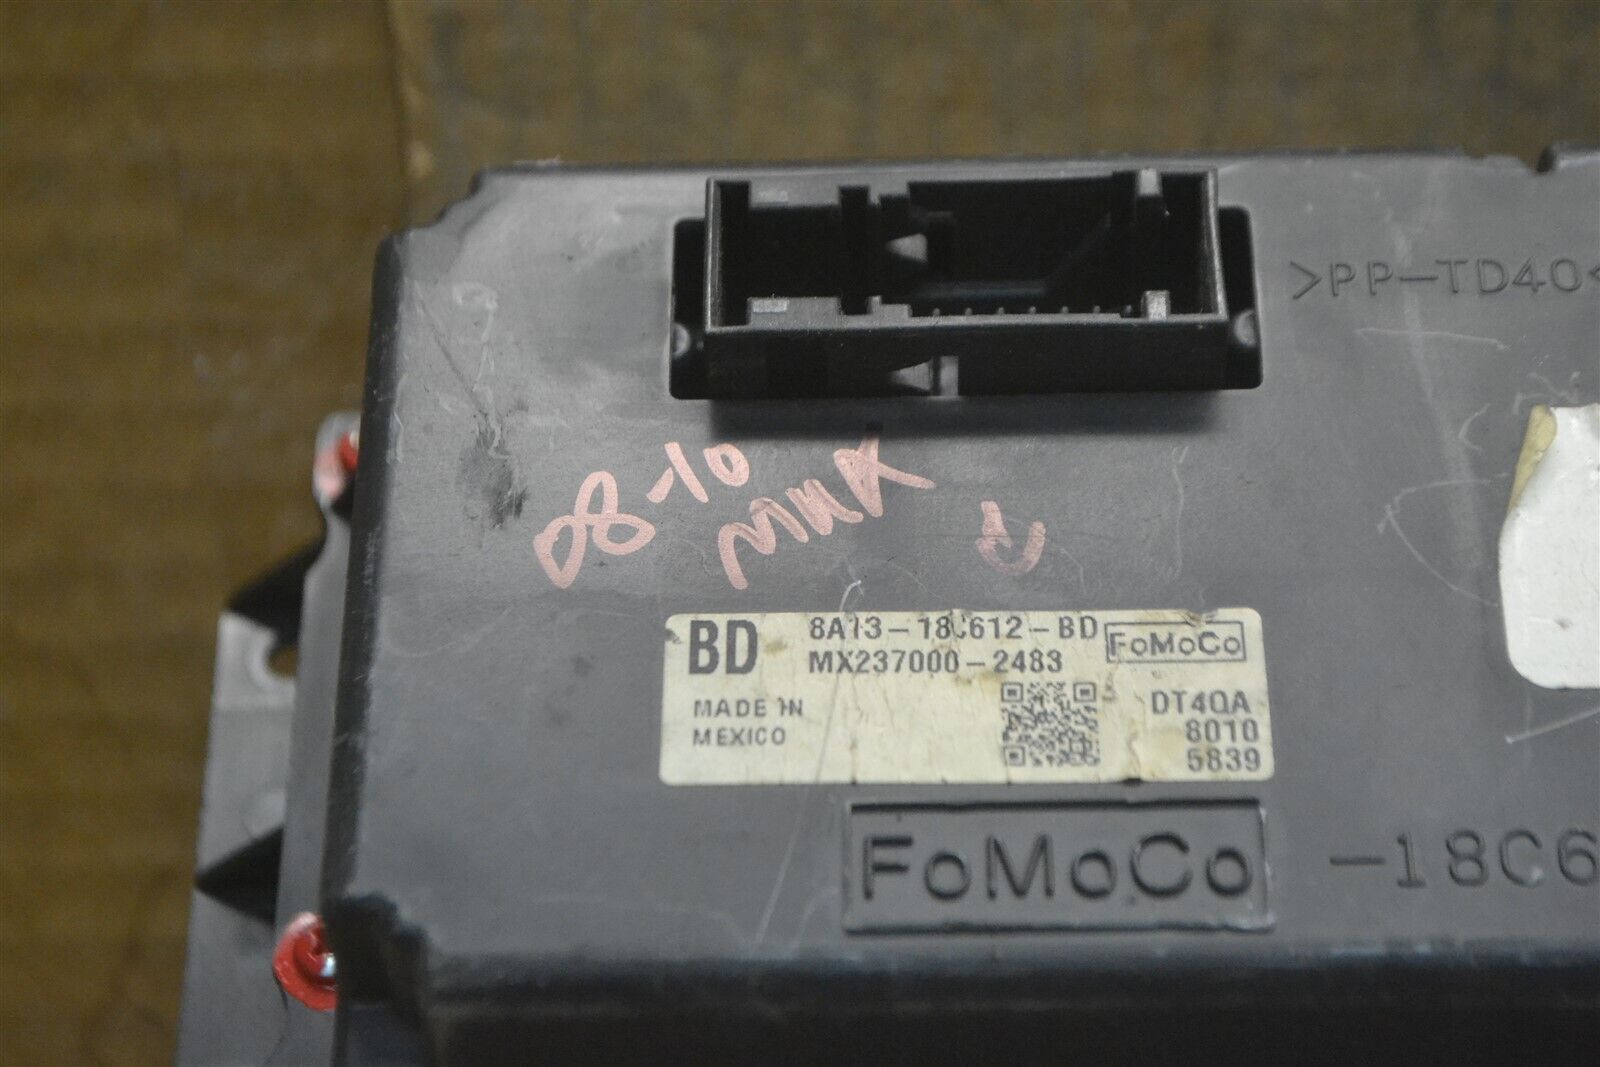 >PP-TD40<
08-10
MKK
BD
8A13-18C612-BD
FoMoCo
MX237000-2483
MADE IN
MEXICO
DT4QA
8010
5839
FoMoCo
-18C6